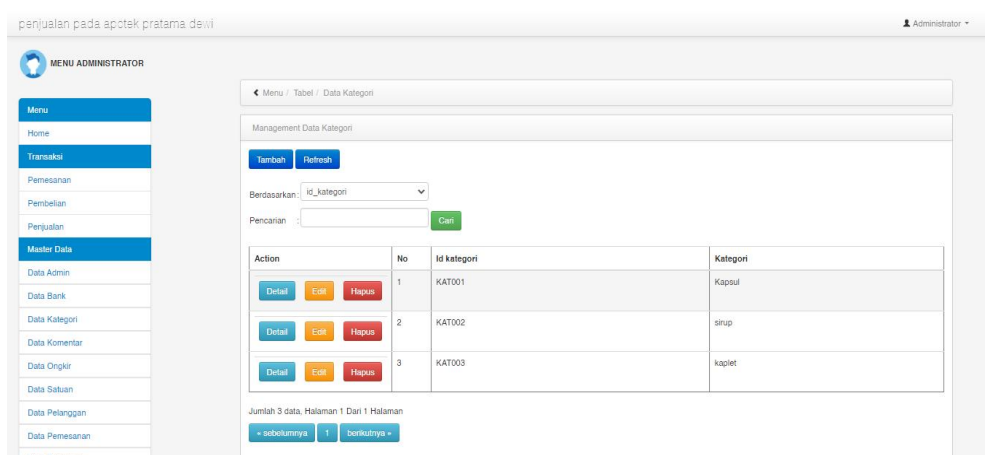 penjualan pada apotek pratama dewi
Administrator
MENU ADMINISTRATOR
Menu / Tabel / Data Kategori
Menu
Home
Transaksi
Pemesanan
Pembelian
Penjualan
Master Data
Data Admin
Data Bank
Data Kategori
Data Komentar
Data Ongkir
Data Satuan
Data Pelanggan
Data Pemesanan
Management Data Kategori
Tambah Refresh
Berdasarkan : id_kategori
Pencarian : Cari
Action No Id kategori Kategori
Detail Edit Hapus 1 KAT001 Kapsul
Detail Edit Hapus 2 KAT002 sirup
Detail Edit Hapus 3 KAT003 kaplet
Jumlah 3 data, Halaman 1 Dari 1 Halaman
« sebelumnya 1 berikutnya »